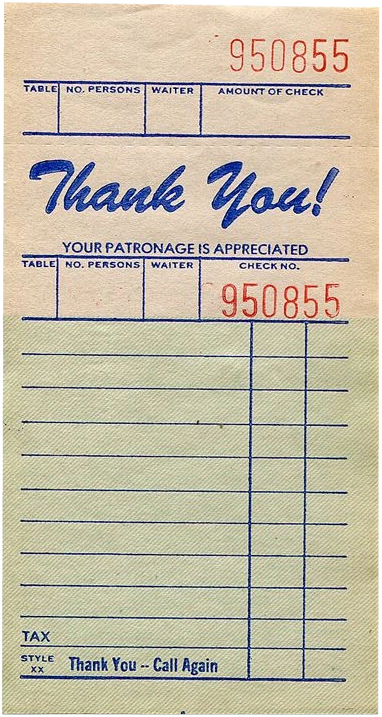 950855
TABLE NO. PERSONS WAITER AMOUNT OF CHECK
Thank You!
YOUR PATRONAGE IS APPRECIATED
TABLE NO. PERSONS WAITER CHECK NO.
950855
TAX
STYLE
XX
Thank You -- Call Again